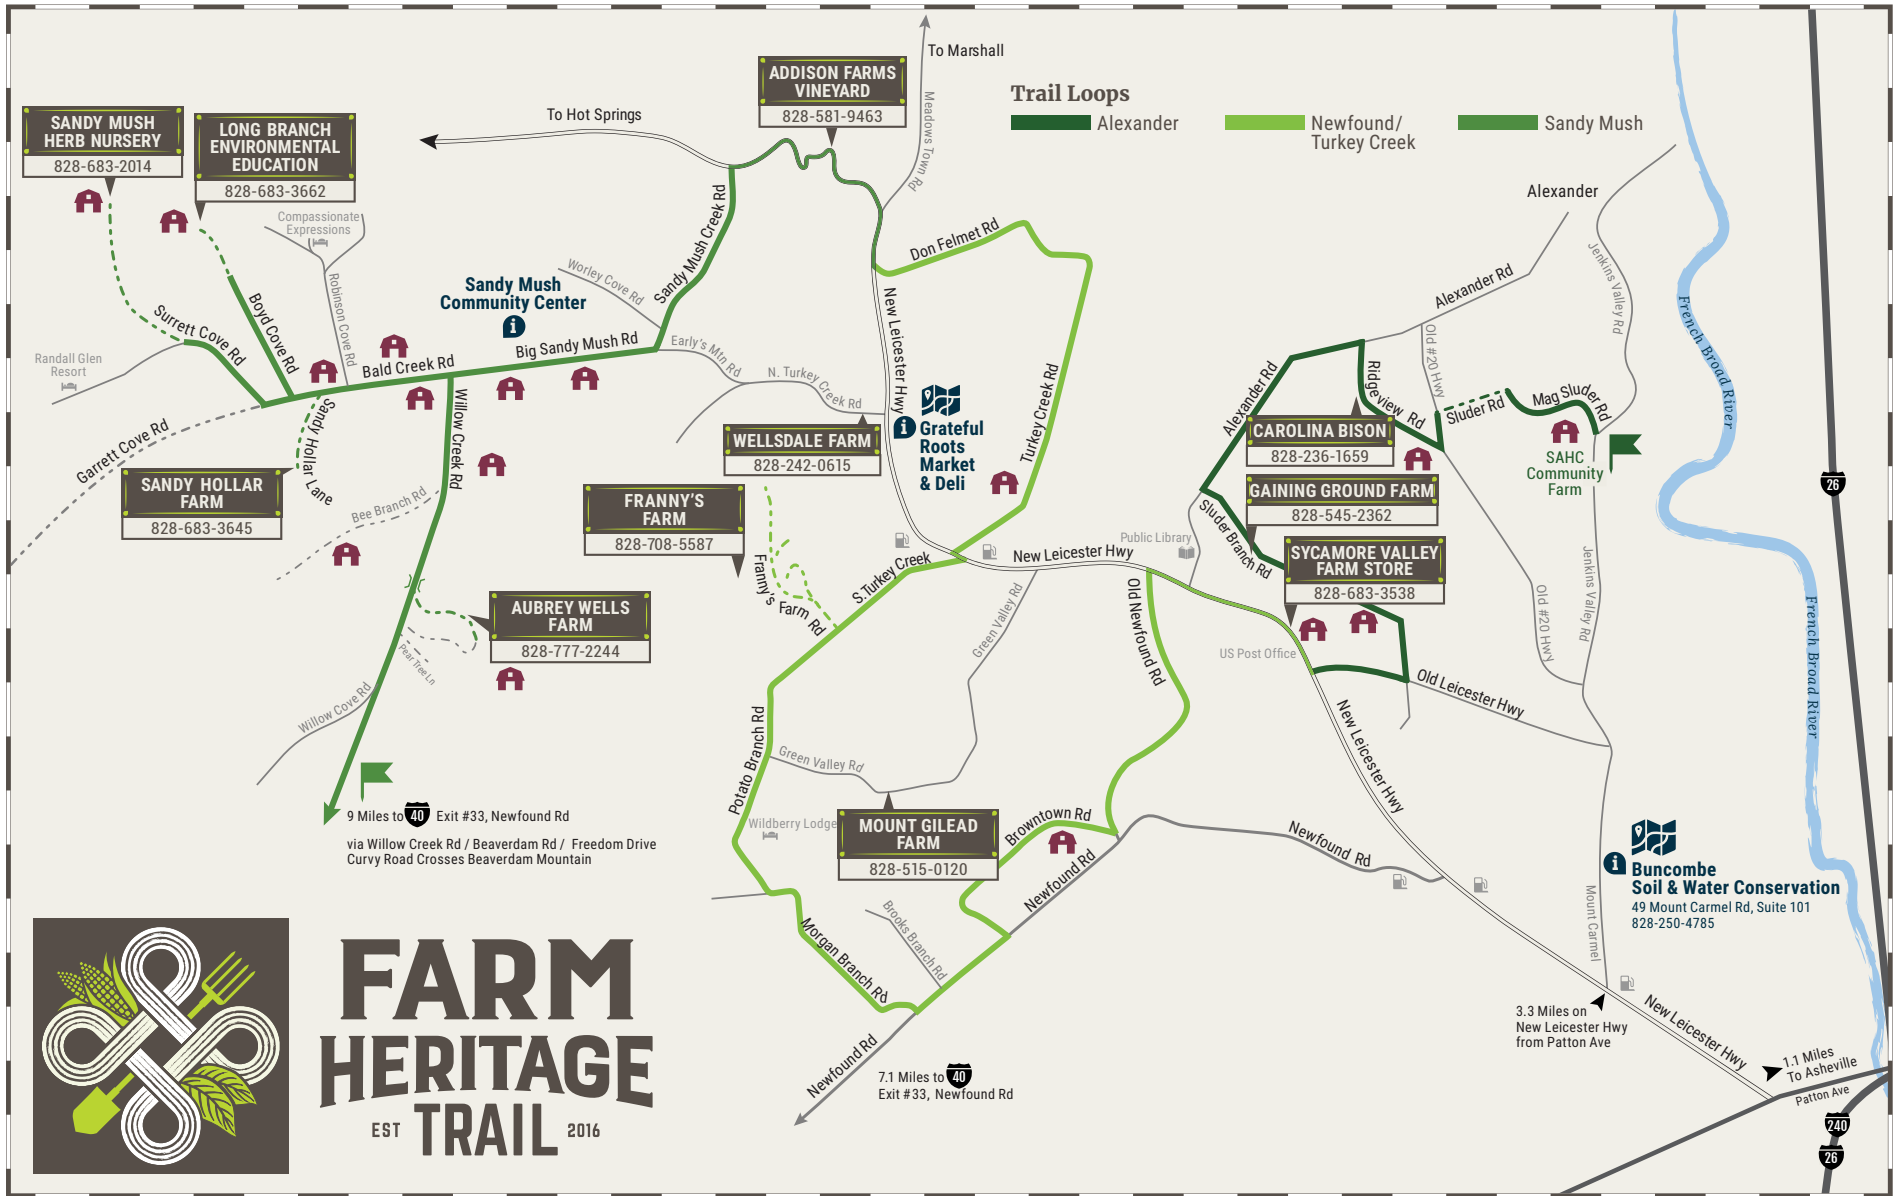 To Marshall
Meadows Town Rd
ADDISON FARMS
VINEYARD
828-581-9463
To Hot Springs
Trail Loops
Alexander
Newfound/
Turkey Creek
Sandy Mush
SANDY MUSH
HERB NURSERY
828-683-2014
LONG BRANCH
ENVIRONMENTAL
EDUCATION
828-683-3662
Compassionate
Expressions
Robinson Cove Rd
Boyd Cove Rd
Surrett Cove Rd
Randall Glen
Resort
Garrett Cove Rd
Sandy Mush
Community Center
Worley Cove Rd
Sandy Mush Creek Rd
Big Sandy Mush Rd
Bald Creek Rd
Early's Mtn Rd
N. Turkey Creek Rd
Don Felmet Rd
New Leicester Hwy
Turkey Creek Rd
Alexander
Alexander Rd
Jenkins Valley Rd
French Broad River
Old #20 Hwy
Alexander Rd
Ridgeview Rd
Sluder Rd
Mag Sluder Rd
SAHC
Community
Farm
26
CAROLINA BISON
828-236-1659
GAINING GROUND FARM
828-545-2362
SYCAMORE VALLEY
FARM STORE
828-683-3538
Sluder Branch Rd
Public Library
Grateful
Roots
Market
& Deli
WELLSDALE FARM
828-242-0615
FRANNY'S
FARM
828-708-5587
Franny's Farm Rd
S.Turkey Creek
New Leicester Hwy
Green Valley Rd
Old Newfound Rd
US Post Office
Old Leicester Hwy
Old #20 Hwy
Jenkins Valley Rd
French Broad River
SANDY HOLLAR
FARM
828-683-3645
Sandy Hollar Lane
Willow Creek Rd
Bee Branch Rd
AUBREY WELLS
FARM
828-777-2244
Pear Tree Ln
Willow Cove Rd
9 Miles to 40 Exit #33, Newfound Rd
via Willow Creek Rd / Beaverdam Rd / Freedom Drive
Curvy Road Crosses Beaverdam Mountain
Potato Branch Rd
Green Valley Rd
Wildberry Lodge
MOUNT GILEAD
FARM
828-515-0120
Browntown Rd
Newfound Rd
Newfound Rd
New Leicester Hwy
Brooks Branch Rd
Morgan Branch Rd
Newfound Rd
7.1 Miles to 40
Exit #33, Newfound Rd
Buncombe
Soil & Water Conservation
49 Mount Carmel Rd, Suite 101
828-250-4785
Mount Carmel
3.3 Miles on
New Leicester Hwy
from Patton Ave
New Leicester Hwy
1.1 Miles
To Asheville
Patton Ave
240
26
FARM
HERITAGE
EST TRAIL 2016